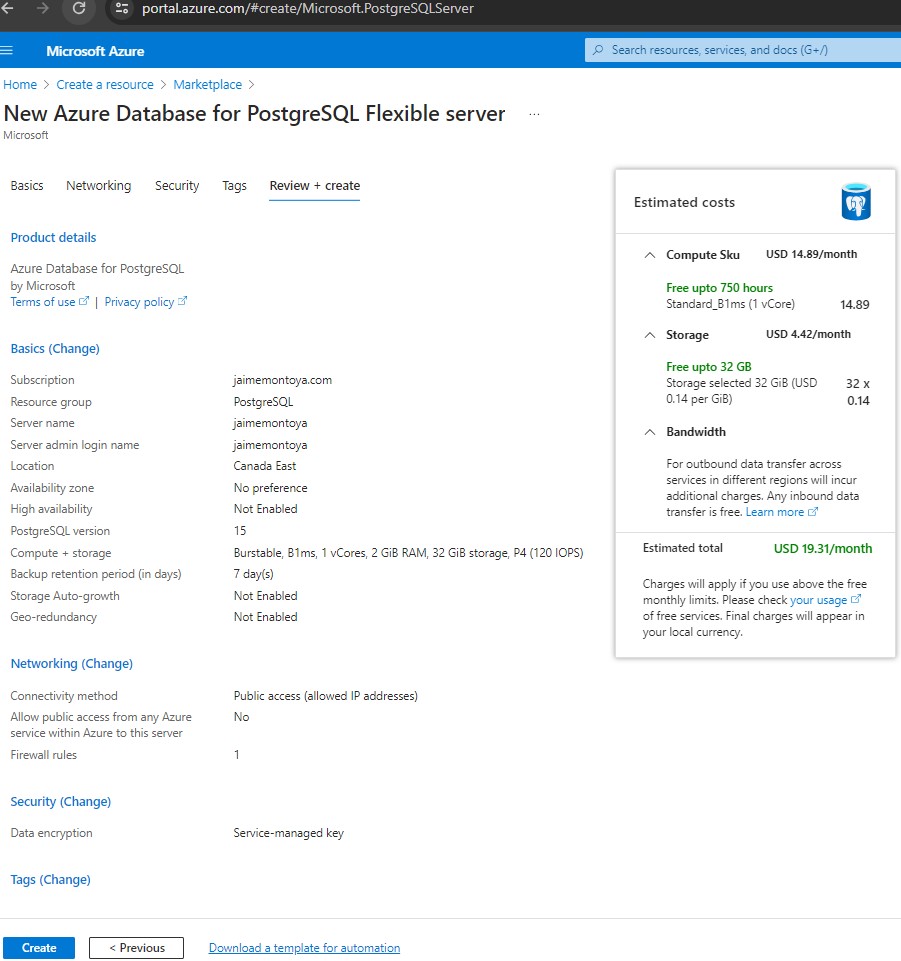 portal.azure.com/#create/Microsoft.PostgreSQLServer
Microsoft Azure
Search resources, services, and docs (G+/)
Home > Create a resource > Marketplace >
New Azure Database for PostgreSQL Flexible server ...
Microsoft
Basics Networking Security Tags Review + create
Product details
Azure Database for PostgreSQL
by Microsoft
Terms of use | Privacy policy
Basics (Change)
Subscription jaimemontoya.com
Resource group PostgreSQL
Server name jaimemontoya
Server admin login name jaimemontoya
Location Canada East
Availability zone No preference
High availability Not Enabled
PostgreSQL version 15
Compute + storage Burstable, B1ms, 1 vCores, 2 GiB RAM, 32 GiB storage, P4 (120 IOPS)
Backup retention period (in days) 7 day(s)
Storage Auto-growth Not Enabled
Geo-redundancy Not Enabled
Networking (Change)
Connectivity method Public access (allowed IP addresses)
Allow public access from any Azure No
service within Azure to this server
Firewall rules 1
Security (Change)
Data encryption Service-managed key
Tags (Change)
Estimated costs
Compute Sku USD 14.89/month
Free upto 750 hours
Standard_B1ms (1 vCore) 14.89
Storage USD 4.42/month
Free upto 32 GB
Storage selected 32 GiB (USD 32 x
0.14 per GiB) 0.14
Bandwidth
For outbound data transfer across
services in different regions will incur
additional charges. Any inbound data
transfer is free. Learn more
Estimated total USD 19.31/month
Charges will apply if you use above the free
monthly limits. Please check your usage
of free services. Final charges will appear in
your local currency.
Create < Previous Download a template for automation